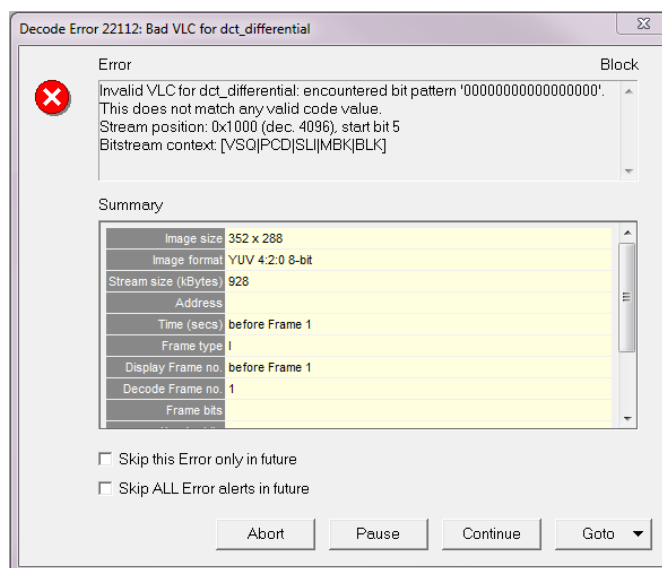 Decode Error 22112: Bad VLC for dct_differential
Error Block
Invalid VLC for dct_differential: encountered bit pattern '00000000000000000'.
This does not match any valid code value.
Stream position: 0x1000 (dec. 4096), start bit 5
Bitstream context: [VSQ|PCD|SLI|MBK|BLK]
Summary
Image size 352 x 288
Image format YUV 4:2:0 8-bit
Stream size (kBytes) 928
Address
Time (secs) before Frame 1
Frame type I
Display Frame no. before Frame 1
Decode Frame no. 1
Frame bits
Skip this Error only in future
Skip ALL Error alerts in future
Abort Pause Continue Goto